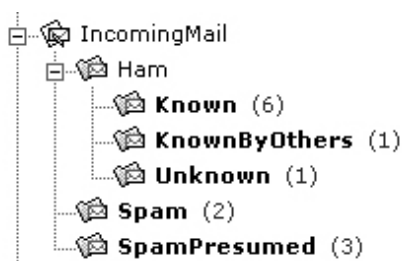 IncomingMail
Ham
Known (6)
KnownByOthers (1)
Unknown (1)
Spam (2)
SpamPresumed (3)